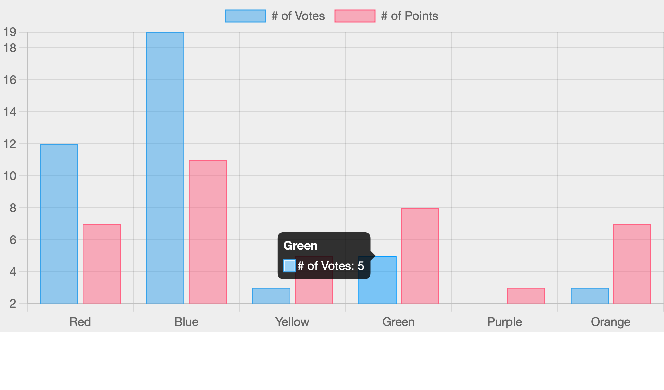 # of Votes # of Points
19
18
16
14
12
10
8
6
4
2
Green
# of Votes: 5
Red Blue Yellow Green Purple Orange